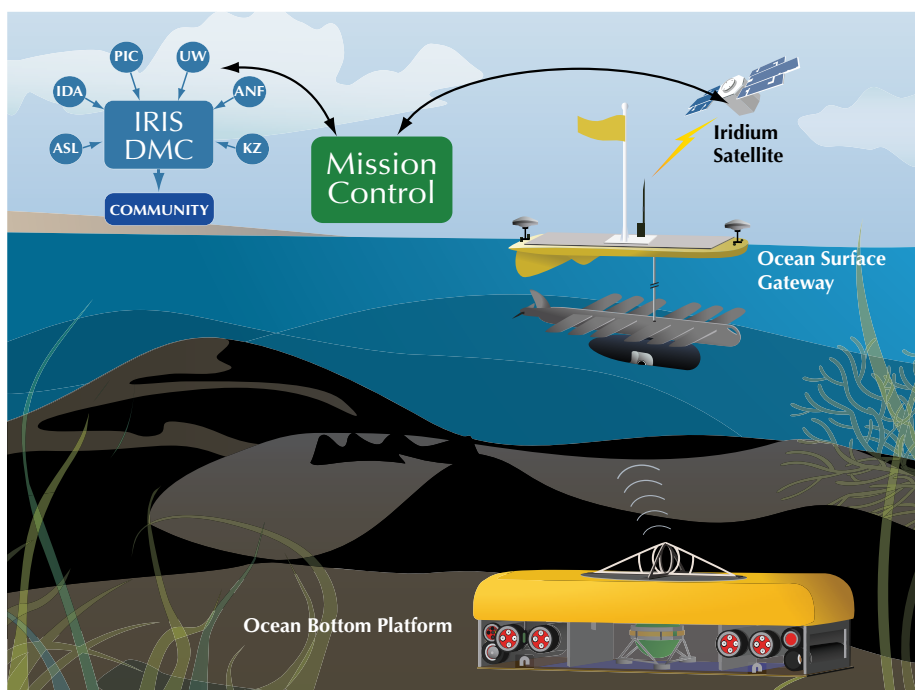 PIC
UW
IDA
ANF
IRIS
DMC
ASL
KZ
COMMUNITY
Mission
Control
Iridium
Satellite
Ocean Surface
Gateway
Ocean Bottom Platform